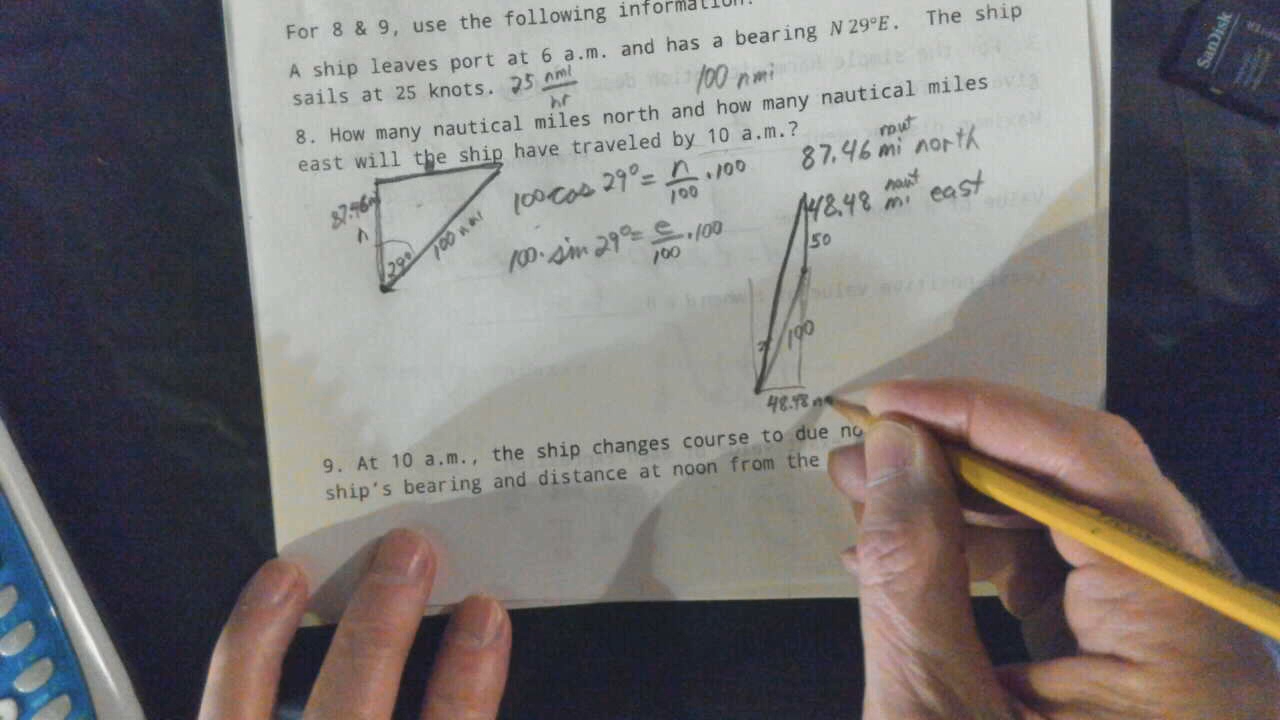 For 8 & 9, use the following information.
A ship leaves port at 6 a.m. and has a bearing N 29°E. The ship
sails at 25 knots. 25 nmi/hr 100 nmi
8. How many nautical miles north and how many nautical miles
east will the ship have traveled by 10 a.m.?
87.46 naut mi north
48.48 naut mi east
100·cos 29° = n/100 ·100
100· sin 29° = e/100 ·100
87.46
n
29°
100 nmi
50
100
48.48
9. At 10 a.m., the ship changes course to due
ship's bearing and distance at noon from the
SanDisk